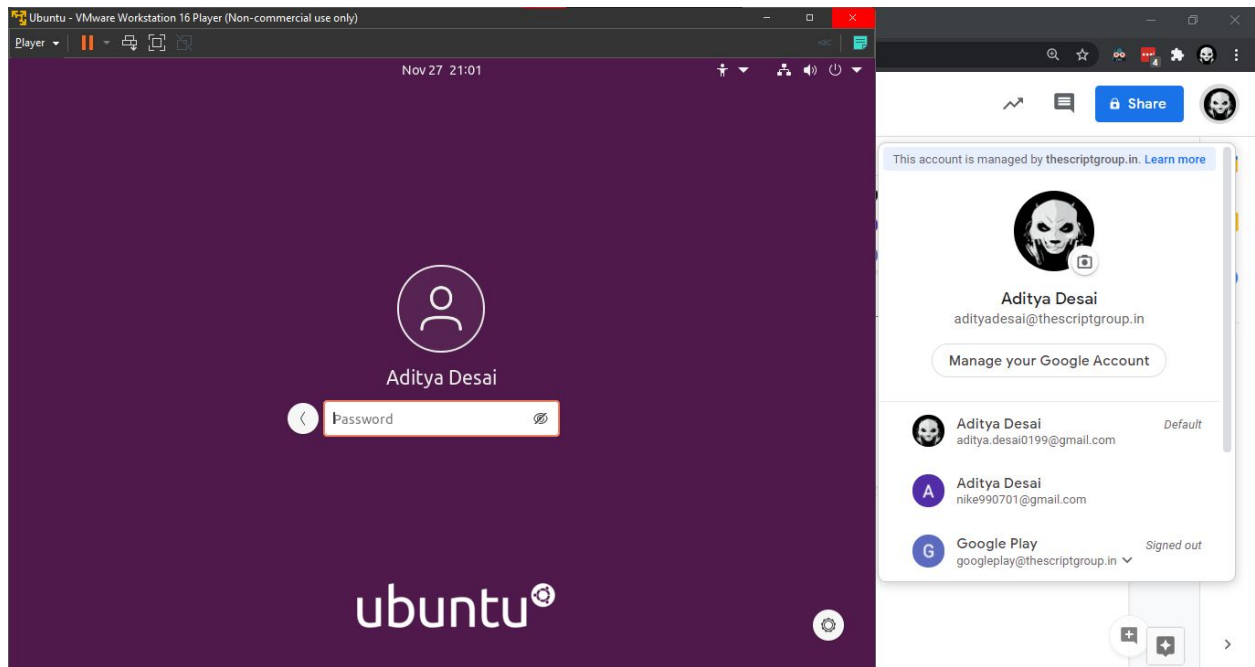 Ubuntu - VMware Workstation 16 Player (Non-commercial use only)
Player
Nov 27 21:01
Aditya Desai
Password
ubuntu
4
Share
This account is managed by thescriptgroup.in. Learn more
Aditya Desai
adityadesai@thescriptgroup.in
Manage your Google Account
Aditya Desai
Default
aditya.desai0199@gmail.com
A
Aditya Desai
nike990701@gmail.com
G
Google Play
Signed out
googleplay@thescriptgroup.in